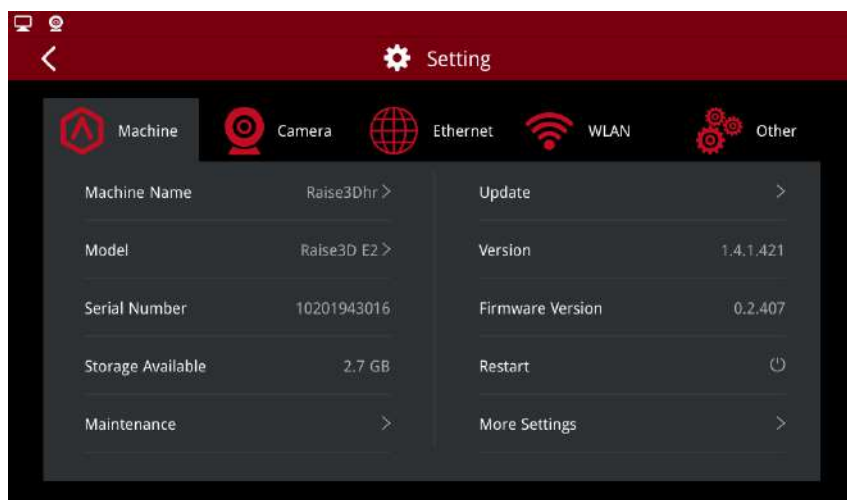 Setting
Machine Camera Ethernet WLAN Other
Machine Name Raise3Dhr >
Update >
Model Raise3D E2 >
Version 1.4.1.421
Serial Number 10201943016
Firmware Version 0.2.407
Storage Available 2.7 GB
Restart
Maintenance >
More Settings >